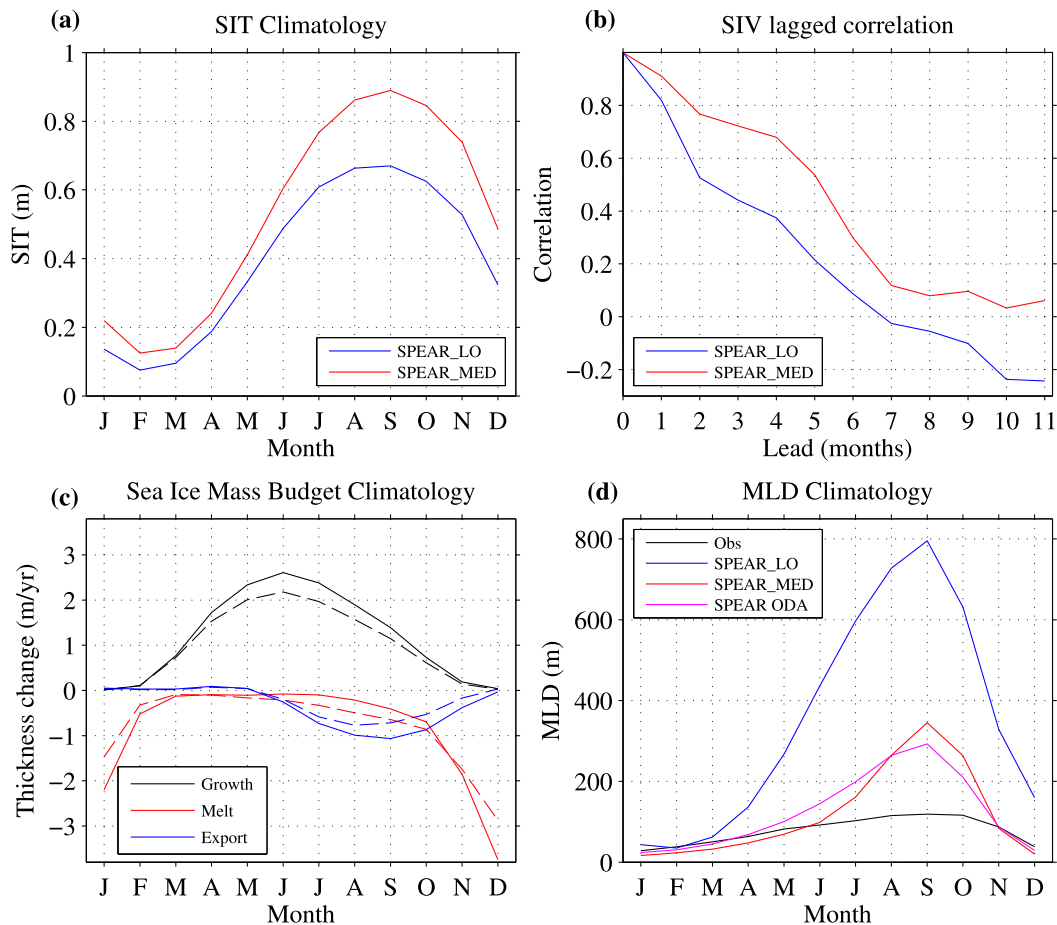 (a) SIT Climatology
1
0.8
0.6
0.4
0.2
0
SIT (m)
J F M A M J J A S O N D
Month
SPEAR_LO
SPEAR_MED
(b) SIV lagged correlation
0.8
0.6
0.4
0.2
0
−0.2
Correlation
0 1 2 3 4 5 6 7 8 9 10 11
Lead (months)
SPEAR_LO
SPEAR_MED
(c) Sea Ice Mass Budget Climatology
3
2
1
0
−1
−2
−3
Thickness change (m/yr)
Growth
Melt
Export
J F M A M J J A S O N D
Month
(d) MLD Climatology
800
600
400
200
0
MLD (m)
Obs
SPEAR_LO
SPEAR_MED
SPEAR ODA
J F M A M J J A S O N D
Month